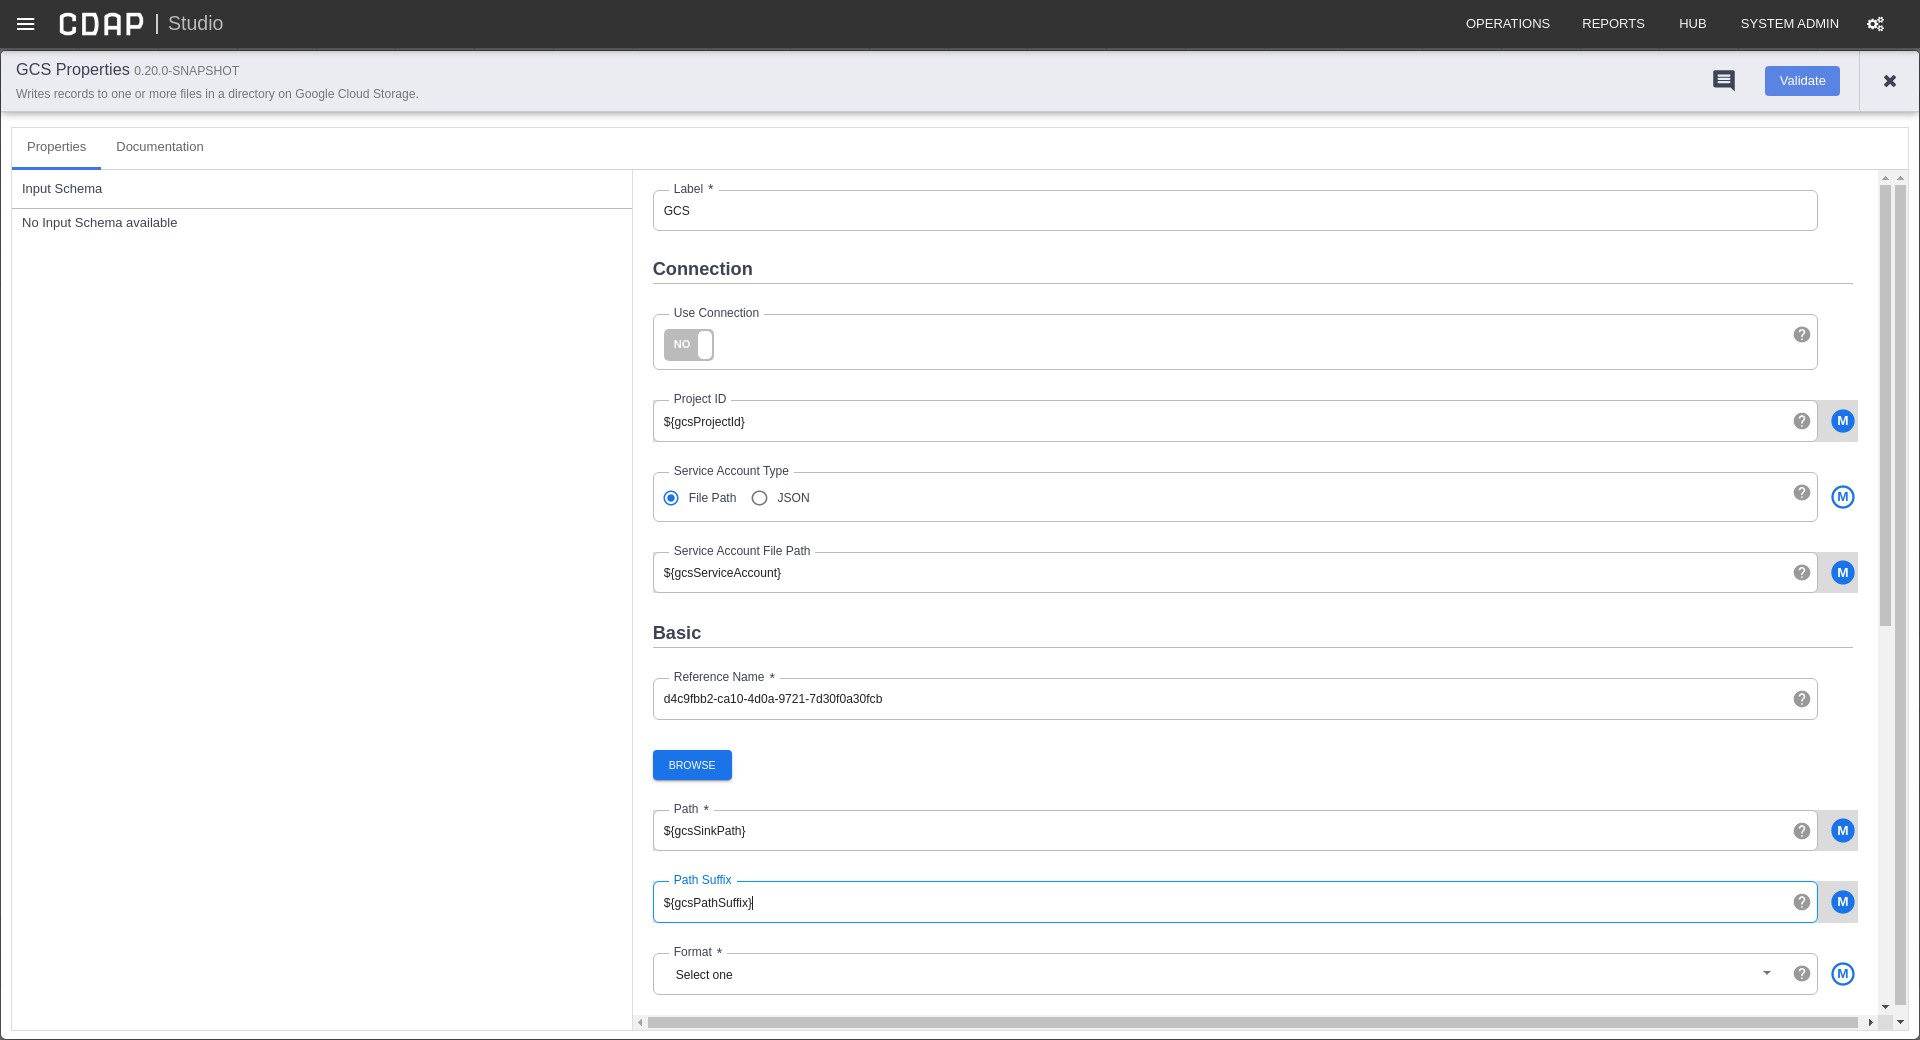 CDAP | Studio
OPERATIONS REPORTS HUB SYSTEM ADMIN
GCS Properties 0.20.0-SNAPSHOT
Writes records to one or more files in a directory on Google Cloud Storage.
Validate
Properties Documentation
Input Schema
No Input Schema available
Label *
GCS
Connection
Use Connection
NO
Project ID
${gcsProjectId}
M
Service Account Type
File Path JSON
M
Service Account File Path
${gcsServiceAccount}
M
Basic
Reference Name *
d4c9fbb2-ca10-4d0a-9721-7d30f0a30fcb
BROWSE
Path *
${gcsSinkPath}
M
Path Suffix
${gcsPathSuffix}
M
Format *
Select one
M